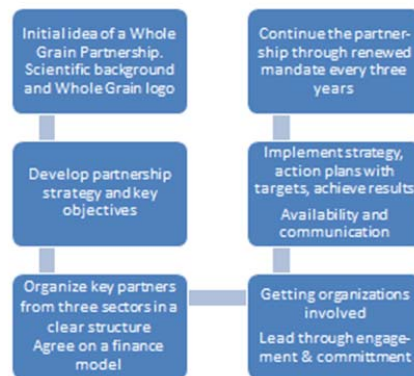 Initial idea of a Whole
Grain Partnership.
Scientific background
and Whole Grain logo
Develop partnership
strategy and key
objectives
Organize key partners
from three sectors in a
clear structure
Agree on a finance
model
Getting organizations
involved
Lead through engage-
ment & committment
Implement strategy,
action plans with
targets, achieve results
Availability and
communication
Continue the partner-
ship through renewed
mandate every three
years